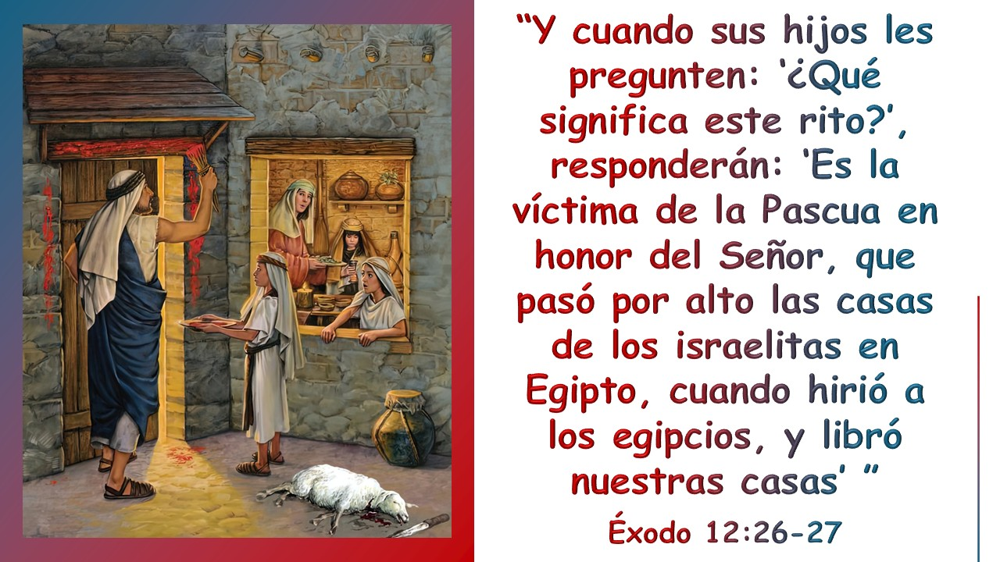 “Y cuando sus hijos les
pregunten: ‘¿Qué
significa este rito?’,
responderán: ‘Es la
víctima de la Pascua en
honor del Señor, que
pasó por alto las casas
de los israelitas en
Egipto, cuando hirió a
los egipcios, y libró
nuestras casas’ ”
Éxodo 12:26-27